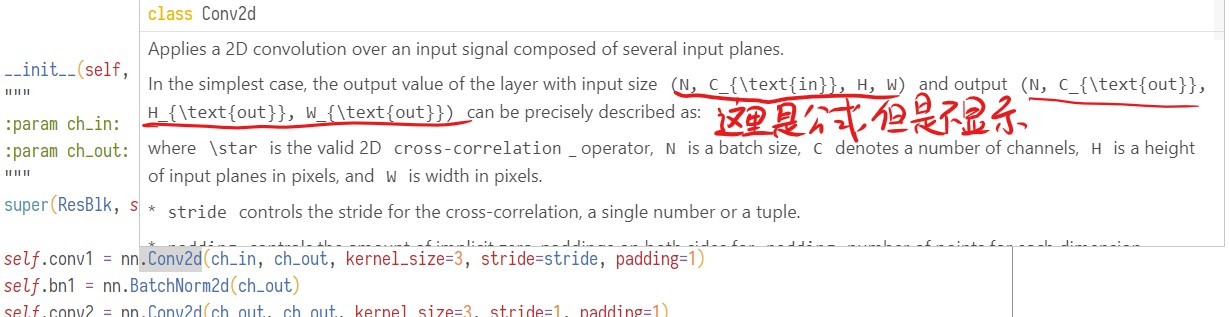 class Conv2d
Applies a 2D convolution over an input signal composed of several input planes.
__init__(self,
In the simplest case, the output value of the layer with input size (N, C_{\text{in}}, H, W) and output (N, C_{\text{out}},
"""
:param ch_in:
H_{\text{out}}, W_{\text{out}}) can be precisely described as: 这里是公式,但是不显示
:param ch_out:
where \star is the valid 2D cross-correlation _operator, N is a batch size, C denotes a number of channels, H is a height
"""
of input planes in pixels, and W is width in pixels.
super(ResBlk, s
* stride controls the stride for the cross-correlation, a single number or a tuple.
self.conv1 = nn.Conv2d(ch_in, ch_out, kernel_size=3, stride=stride, padding=1)
self.bn1 = nn.BatchNorm2d(ch_out)
self.conv2 = nn.Conv2d(ch_out, ch_out, kernel_size=3, stride=1, padding=1)